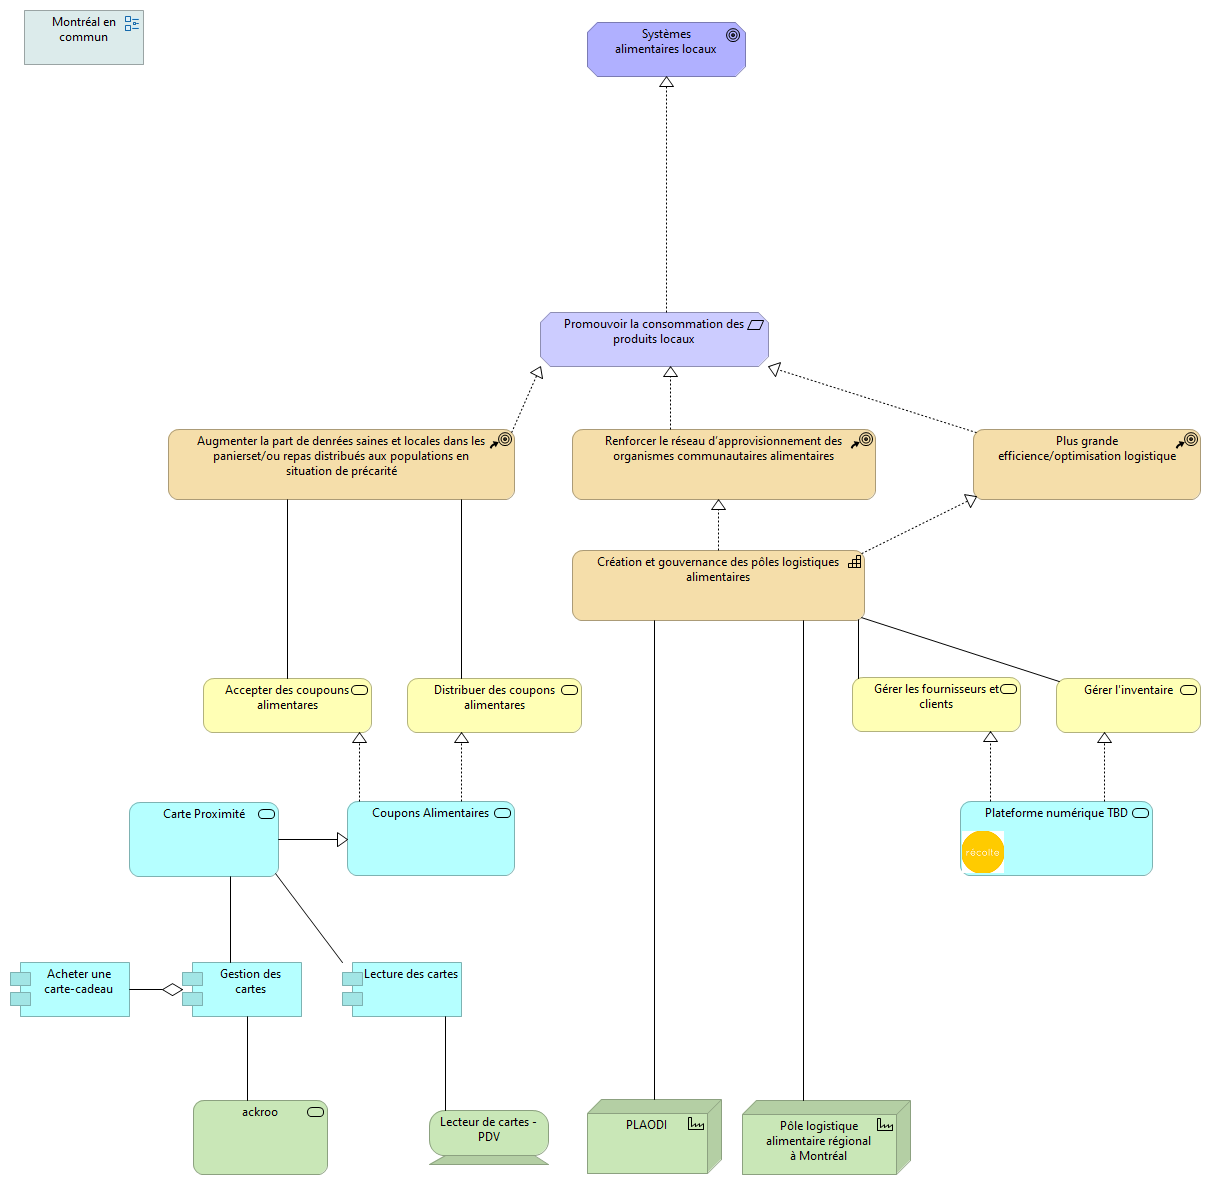 Montréal en
commun
Systèmes
alimentaires locaux
Promouvoir la consommation des
produits locaux
Augmenter la part de denrées saines et locales dans les
panierset/ou repas distribués aux populations en
situation de précarité
Renforcer le réseau d'approvisionnement des
organismes communautaires alimentaires
Plus grande
efficience/optimisation logistique
Création et gouvernance des pôles logistiques
alimentaires
Accepter des coupouns
alimentares
Distribuer des coupons
alimentares
Gérer les fournisseurs et
clients
Gérer l'inventaire
Carte Proximité
Coupons Alimentaires
Plateforme numérique TBD
récolte
Acheter une
carte-cadeau
Gestion des
cartes
Lecture des cartes
ackroo
Lecteur de cartes -
PDV
PLAODI
Pôle logistique
alimentaire régional
à Montréal